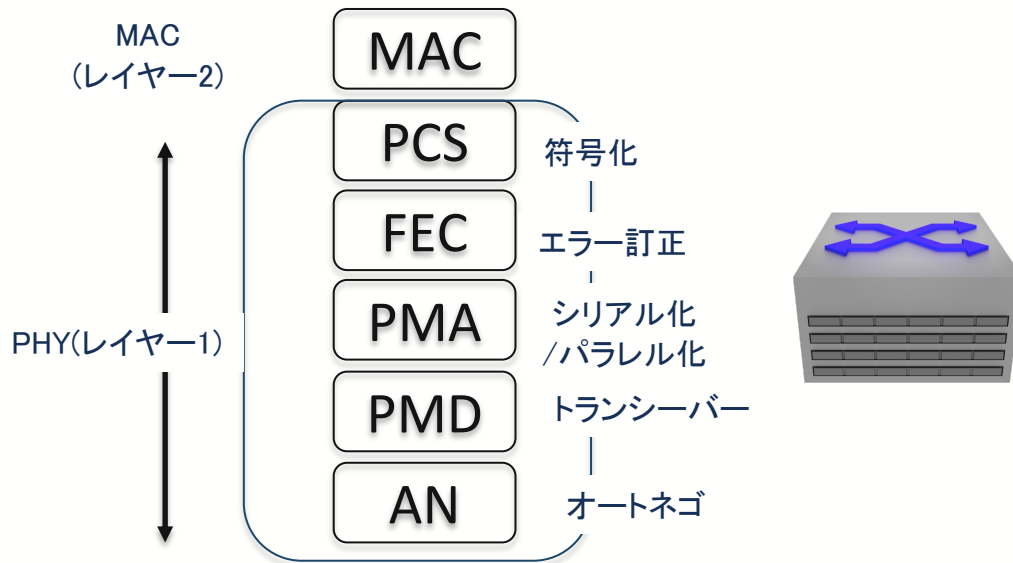 MAC
(レイヤー2)
MAC
PCS
符号化
FEC
エラー訂正
PHY(レイヤー1)
PMA
シリアル化
/パラレル化
PMD
トランシーバー
AN
オートネゴ